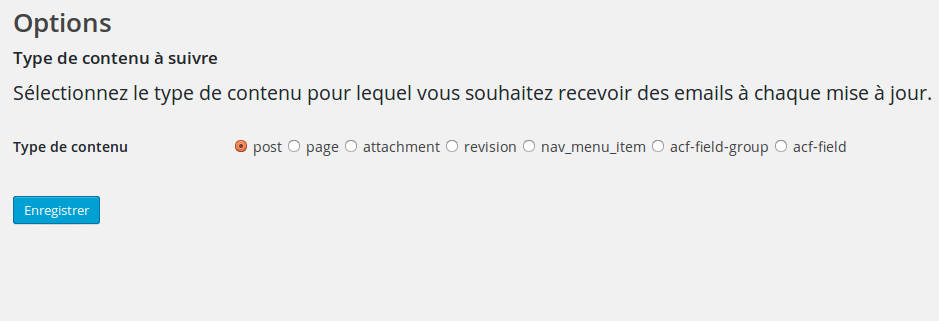 Options
Type de contenu à suivre
Sélectionnez le type de contenu pour lequel vous souhaitez recevoir des emails à chaque mise à jour.
Type de contenu post page attachment revision nav_menu_item acf-field-group acf-field
Enregistrer